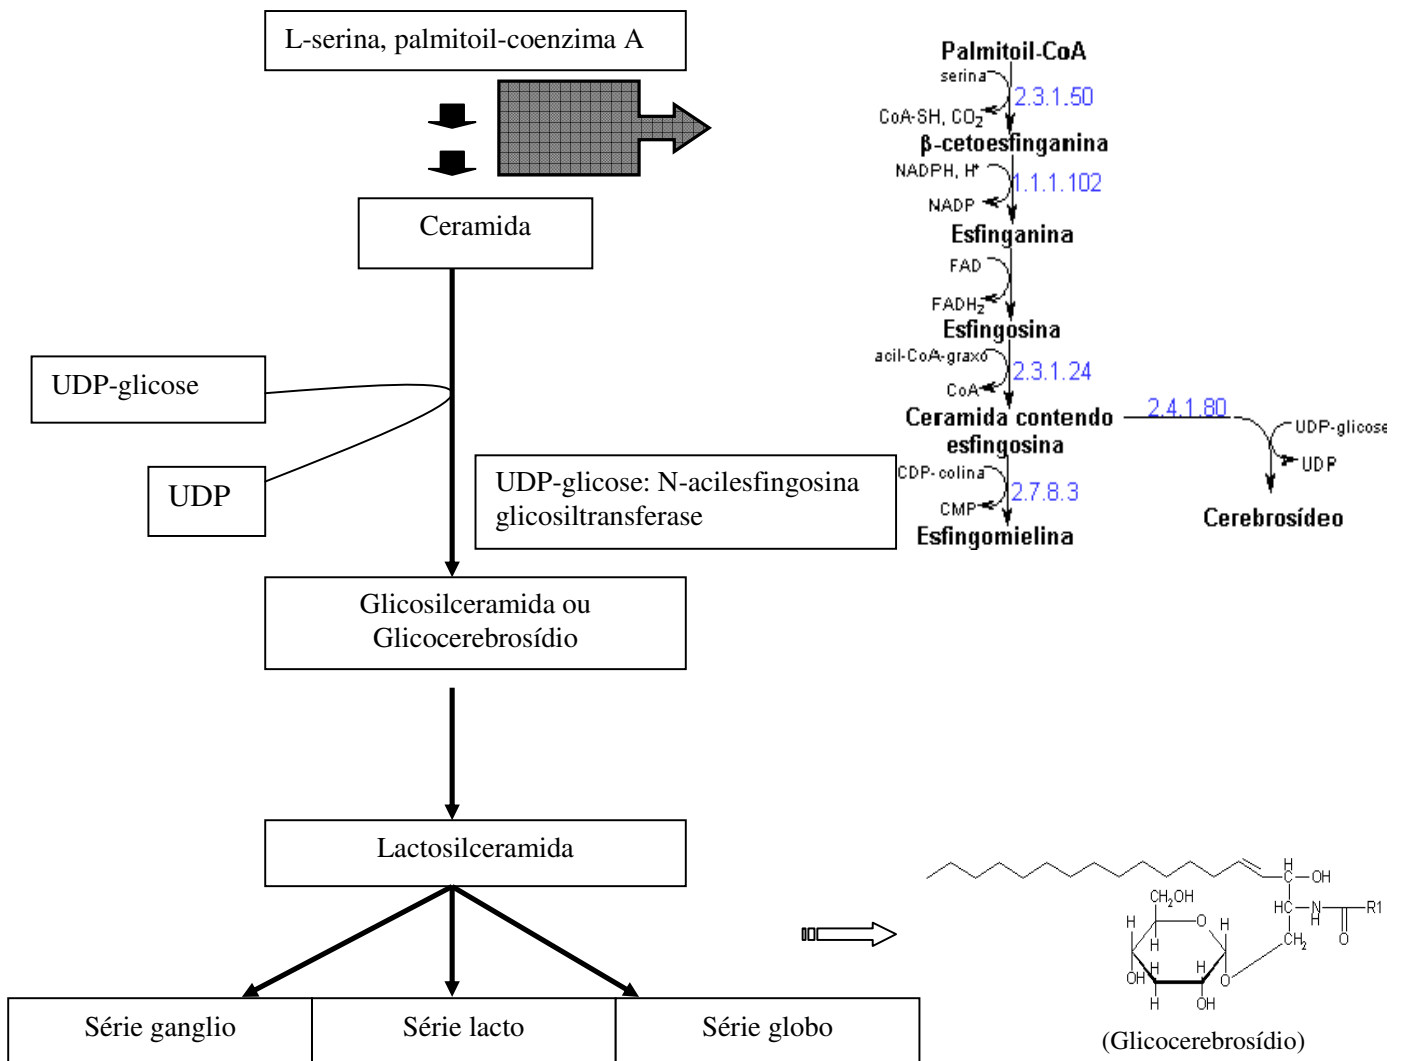 L-serina, palmitoil-coenzima A
Ceramida
UDP-glicose
UDP
UDP-glicose: N-acilesfingosina
glicosiltransferase
Glicosilceramida ou
Glicocerebrosídio
Lactosilceramida
Série ganglio
Série lacto
Série globo
Palmitoil-CoA
serina
2.3.1.50
CoA-SH, CO2
β-cetoesfinganina
NADPH, H+
1.1.1.102
NADP
Esfinganina
FAD
FADH2
Esfingosina
acil-CoA-graxo
2.3.1.24
CoA
Ceramida contendo
esfingosina
2.4.1.80
UDP-glicose
UDP
Cerebrosídeo
CDP-colina
2.7.8.3
CMP
Esfingomielina
H
C
OH
HC
N
H
R1
O
CH2
CH2OH
O
H
H
H
H
OH
H
O
H
OH
(Glicocerebrosídio)